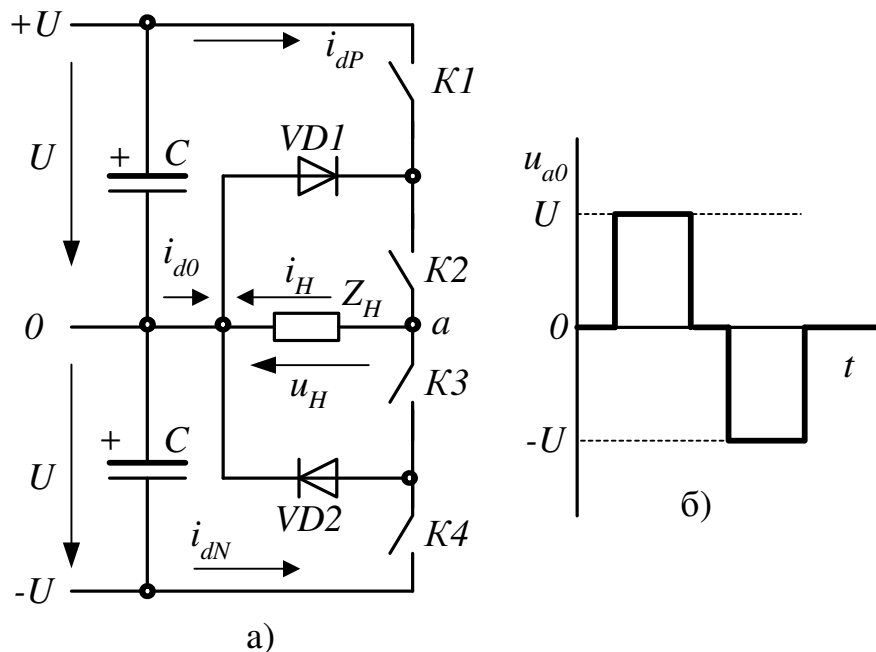 +U
i_dP
K1
VD1
U
+ C
i_d0
i_H
Z_H
K2
0
a
u_H
K3
+ C
U
VD2
i_dN
K4
-U
а)
u_a0
U
0
t
-U
б)